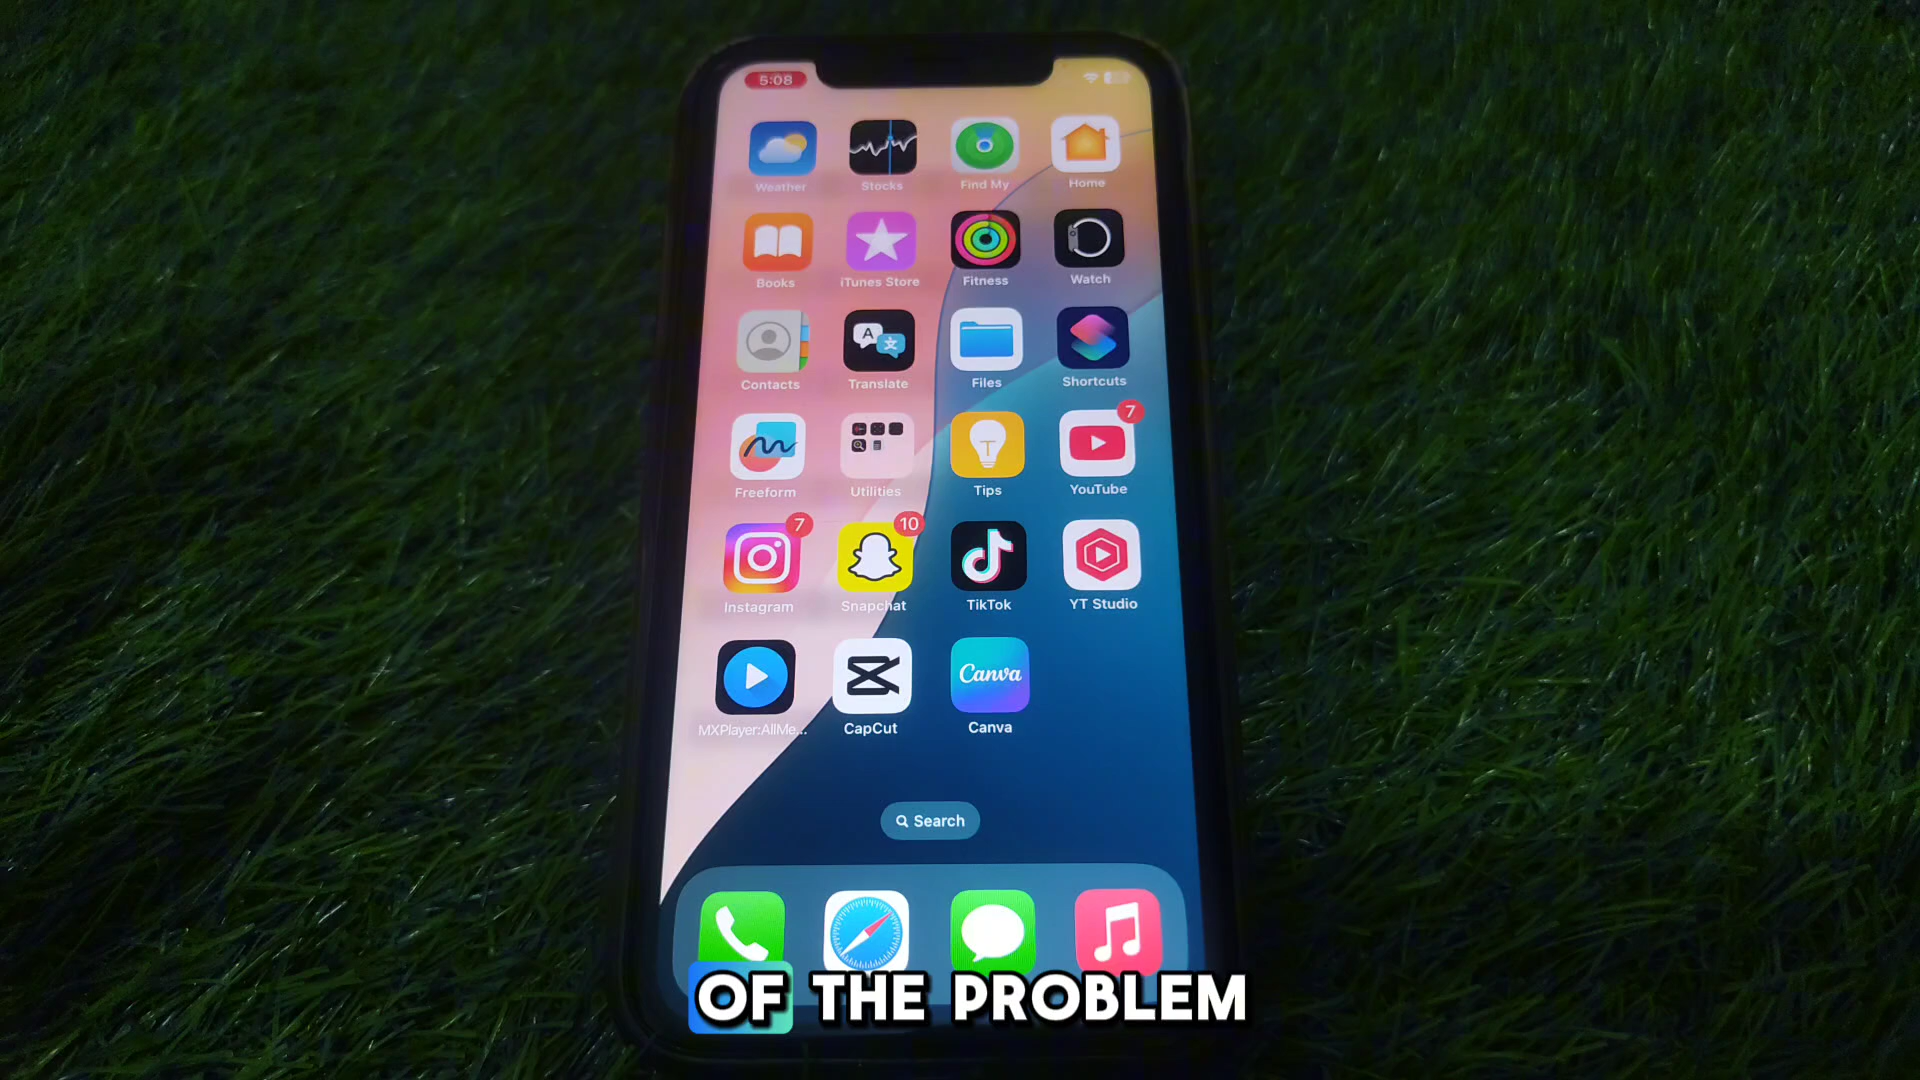 5:08
Weather Stocks Find My Home
Books iTunes Store Fitness Watch
A 文
Contacts Translate Files Shortcuts
T 7
Freeform Utilities Tips YouTube
7 10
Instagram Snapchat TikTok YT Studio
Canva
MXPlayer:AllMe... CapCut Canva
Search
OF THE PROBLEM